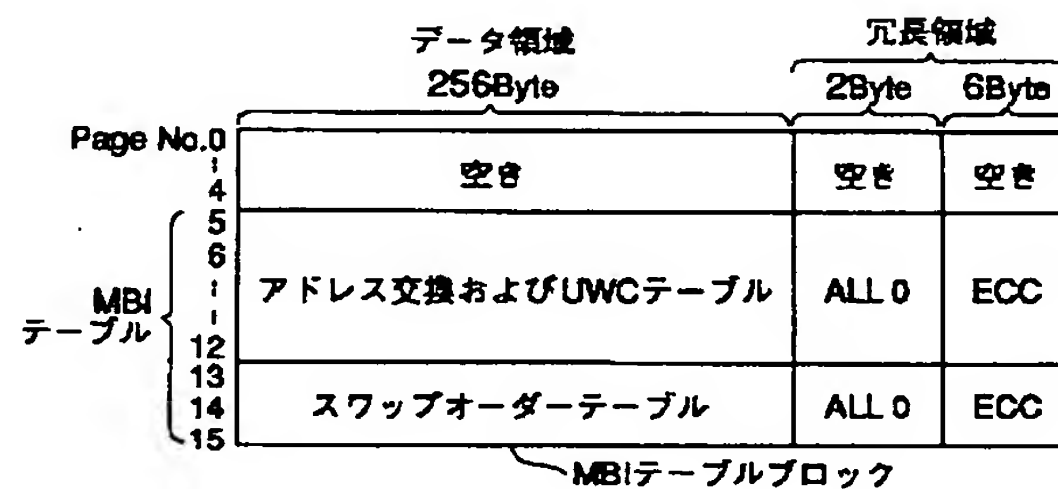 データ領域 冗長領域
256Byte 2Byte 6Byte
Page No.0
4
空き 空き 空き
5
6
12
MBI
テーブル
アドレス交換およびUWCテーブル ALL 0 ECC
13
14
15
スワップオーダーテーブル ALL 0 ECC
MBIテーブルブロック